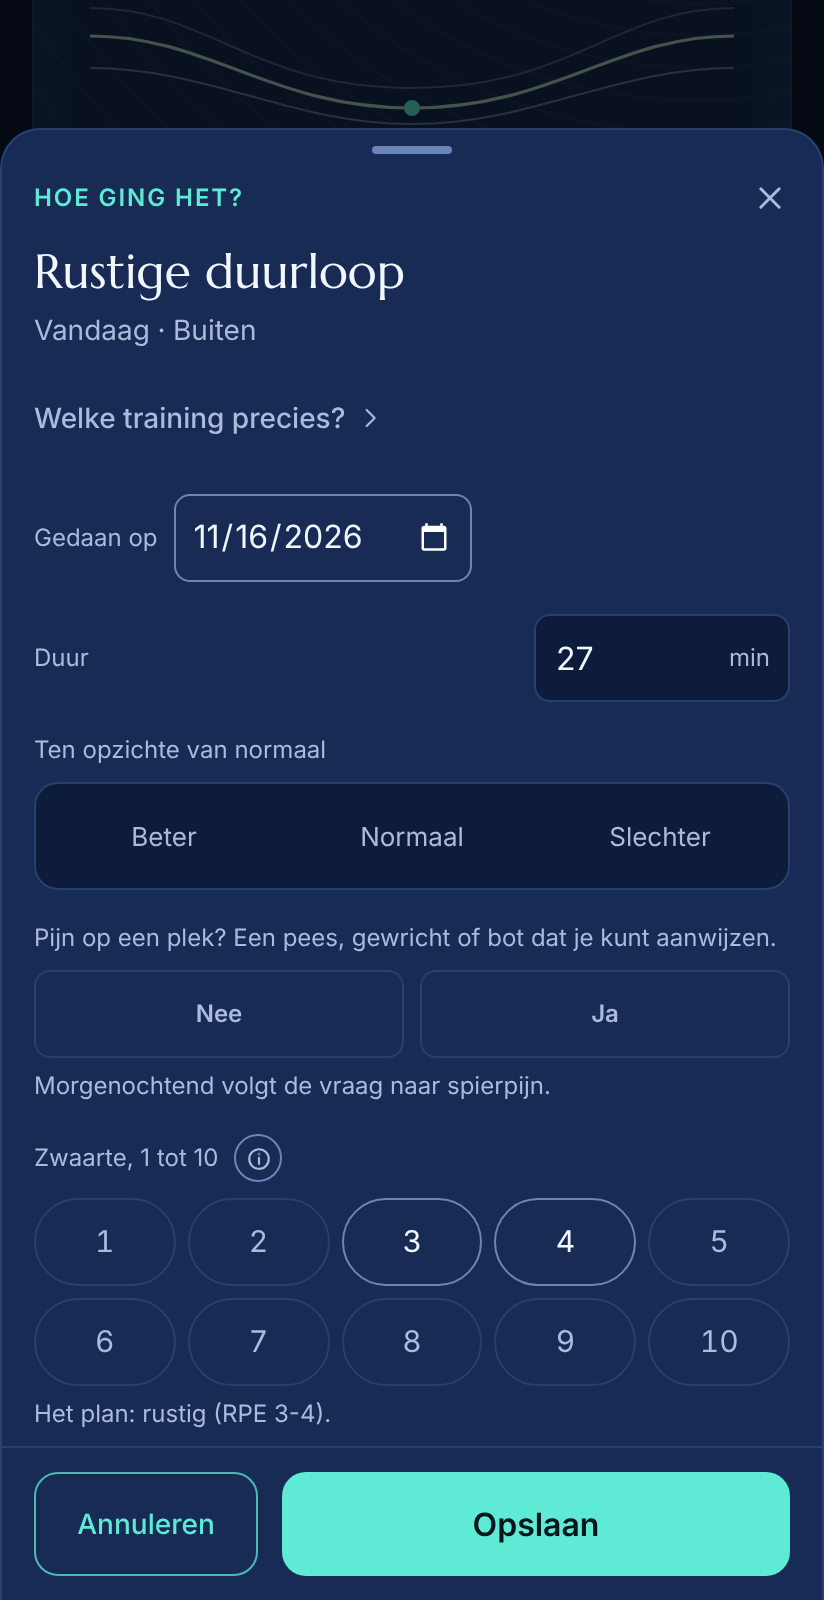 HOE GING HET?
Rustige duurloop
Vandaag · Buiten
Welke training precies?
Gedaan op 11/16/2026
Duur 27 min
Ten opzichte van normaal
Beter Normaal Slechter
Pijn op een plek? Een pees, gewricht of bot dat je kunt aanwijzen.
Nee Ja
Morgenochtend volgt de vraag naar spierpijn.
Zwaarte, 1 tot 10
1 2 3 4 5
6 7 8 9 10
Het plan: rustig (RPE 3-4).
Annuleren Opslaan